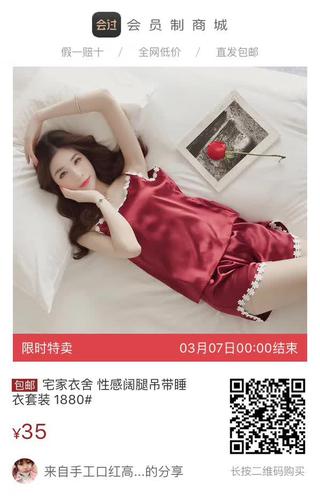 会过 会员制商城
假一赔十 / 全网低价 / 直发包邮
限时特卖 03月07日00:00结束
包邮 宅家衣舍 性感阔腿吊带睡
衣套装 1880#
¥35
来自手工口红高...的分享 长按二维码购买